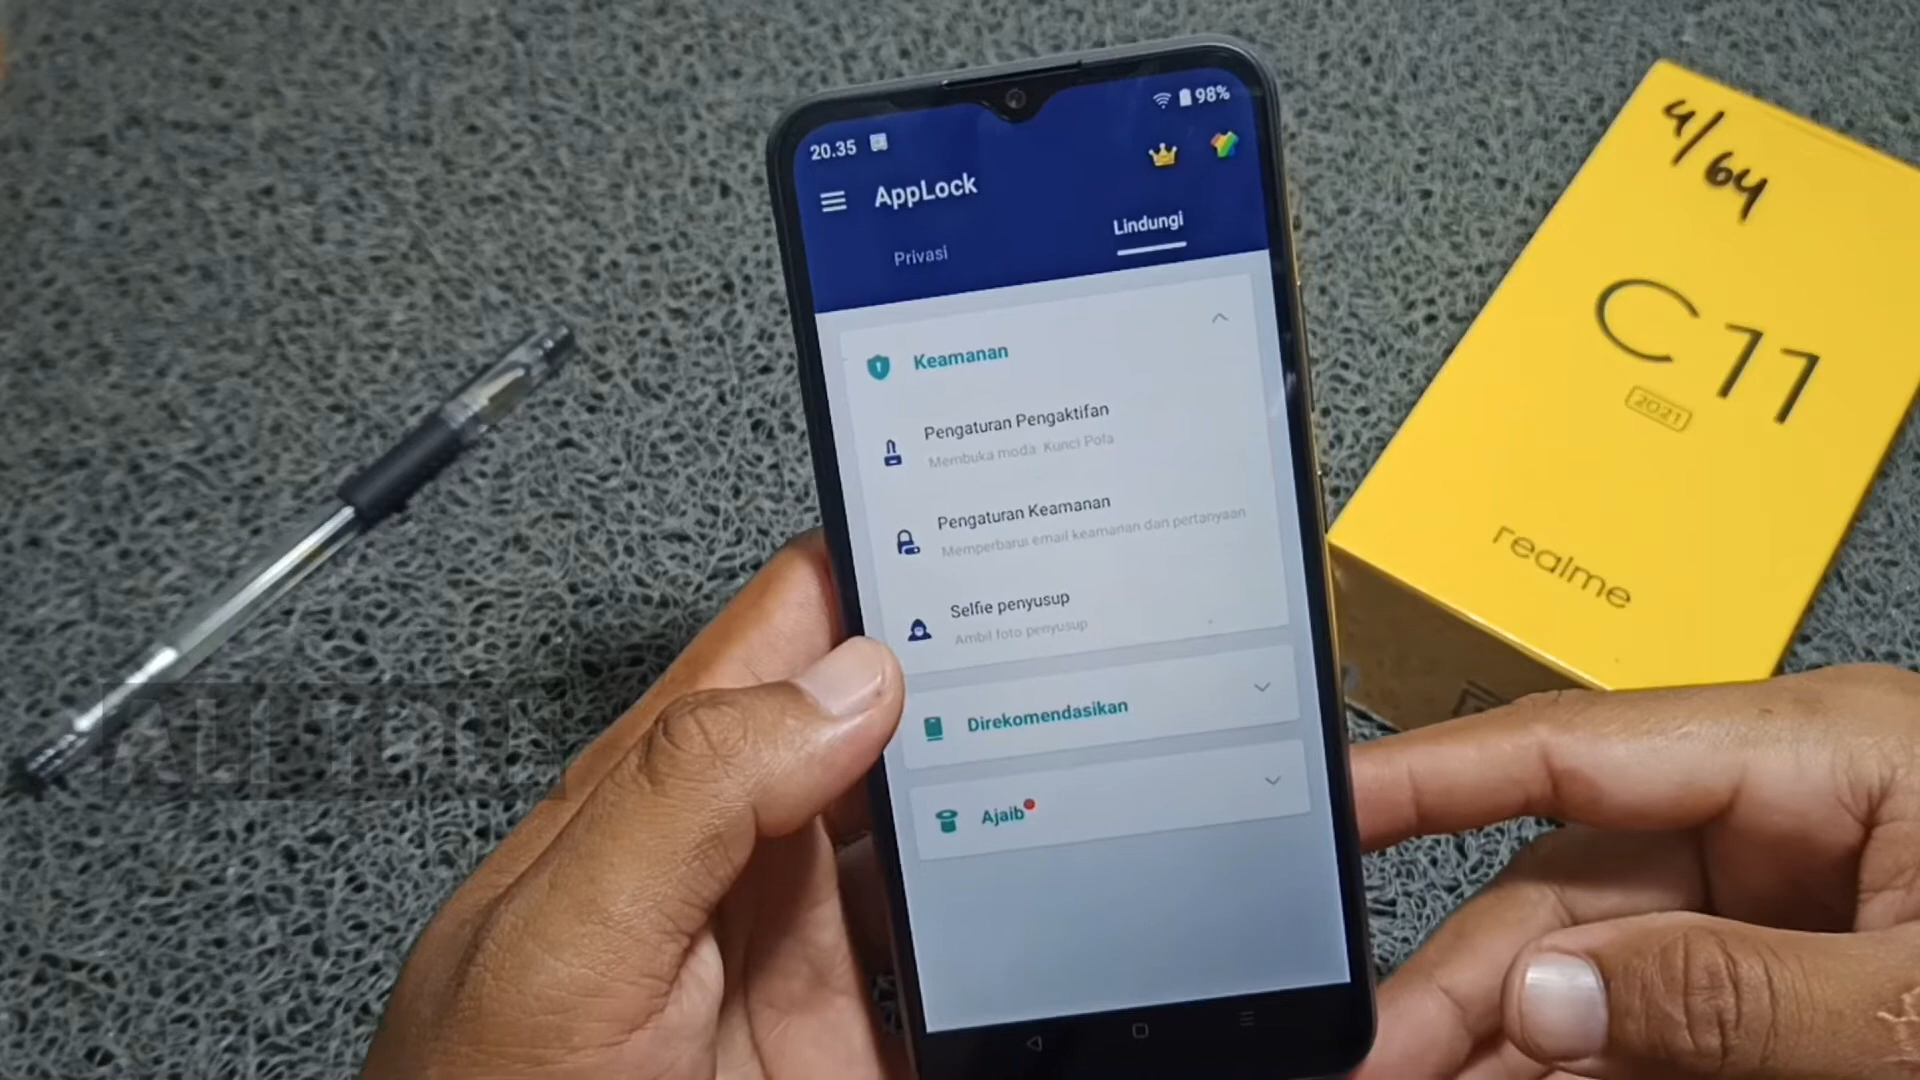 20.35
98%
AppLock
Privasi
Lindungi
Keamanan
Pengaturan Pengaktifan
Membuka moda Kunci Pola
Pengaturan Keamanan
Memperbarui email keamanan dan pertanyaan
Selfie penyusup
Ambil foto penyusup
Direkomendasikan
Ajaib
4/64
C11
2021
realme